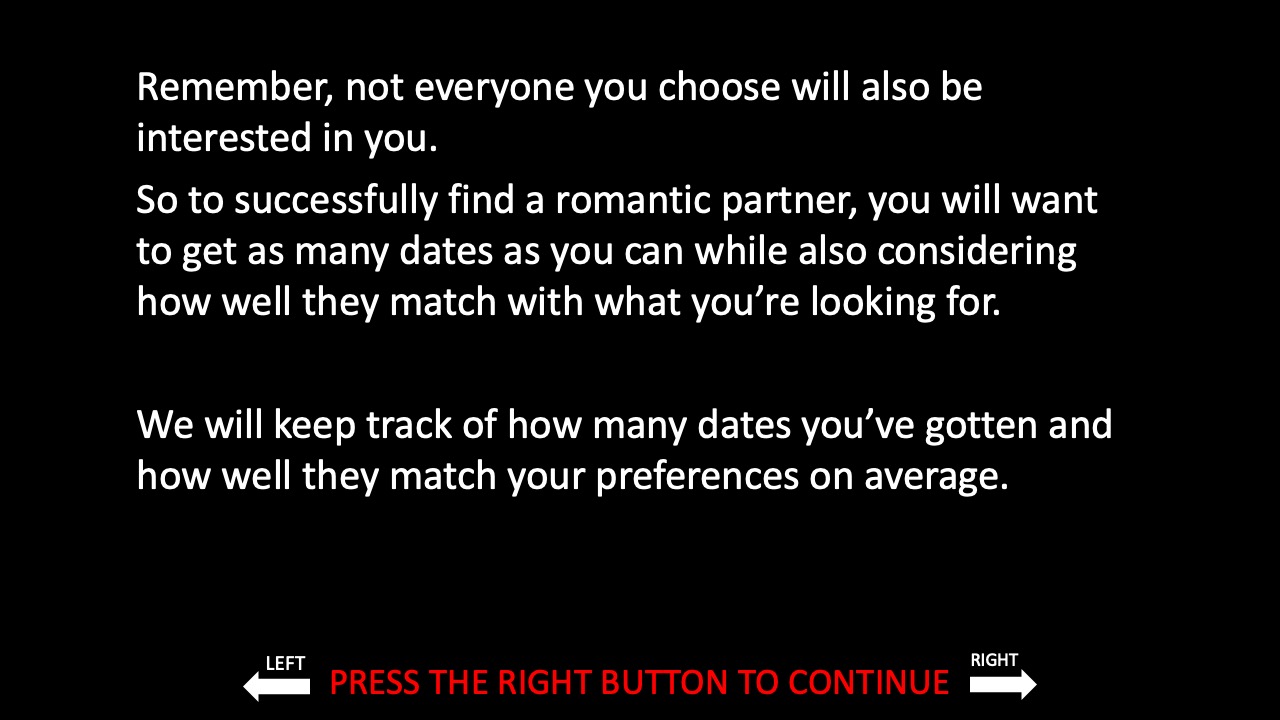 Remember, not everyone you choose will also be
interested in you.
So to successfully find a romantic partner, you will want
to get as many dates as you can while also considering
how well they match with what you’re looking for.
We will keep track of how many dates you’ve gotten and
how well they match your preferences on average.
LEFT
PRESS THE RIGHT BUTTON TO CONTINUE
RIGHT